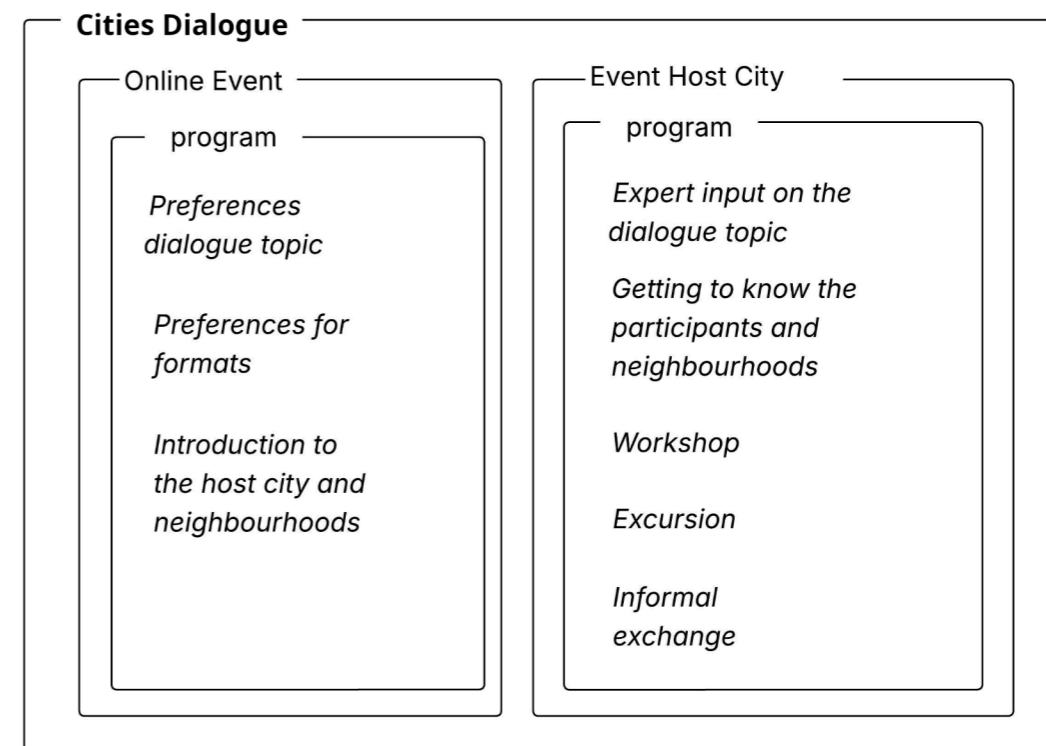 Cities Dialogue
Online Event
program
Preferences
dialogue topic
Preferences for
formats
Introduction to
the host city and
neighbourhoods
Event Host City
program
Expert input on the
dialogue topic
Getting to know the
participants and
neighbourhoods
Workshop
Excursion
Informal
exchange